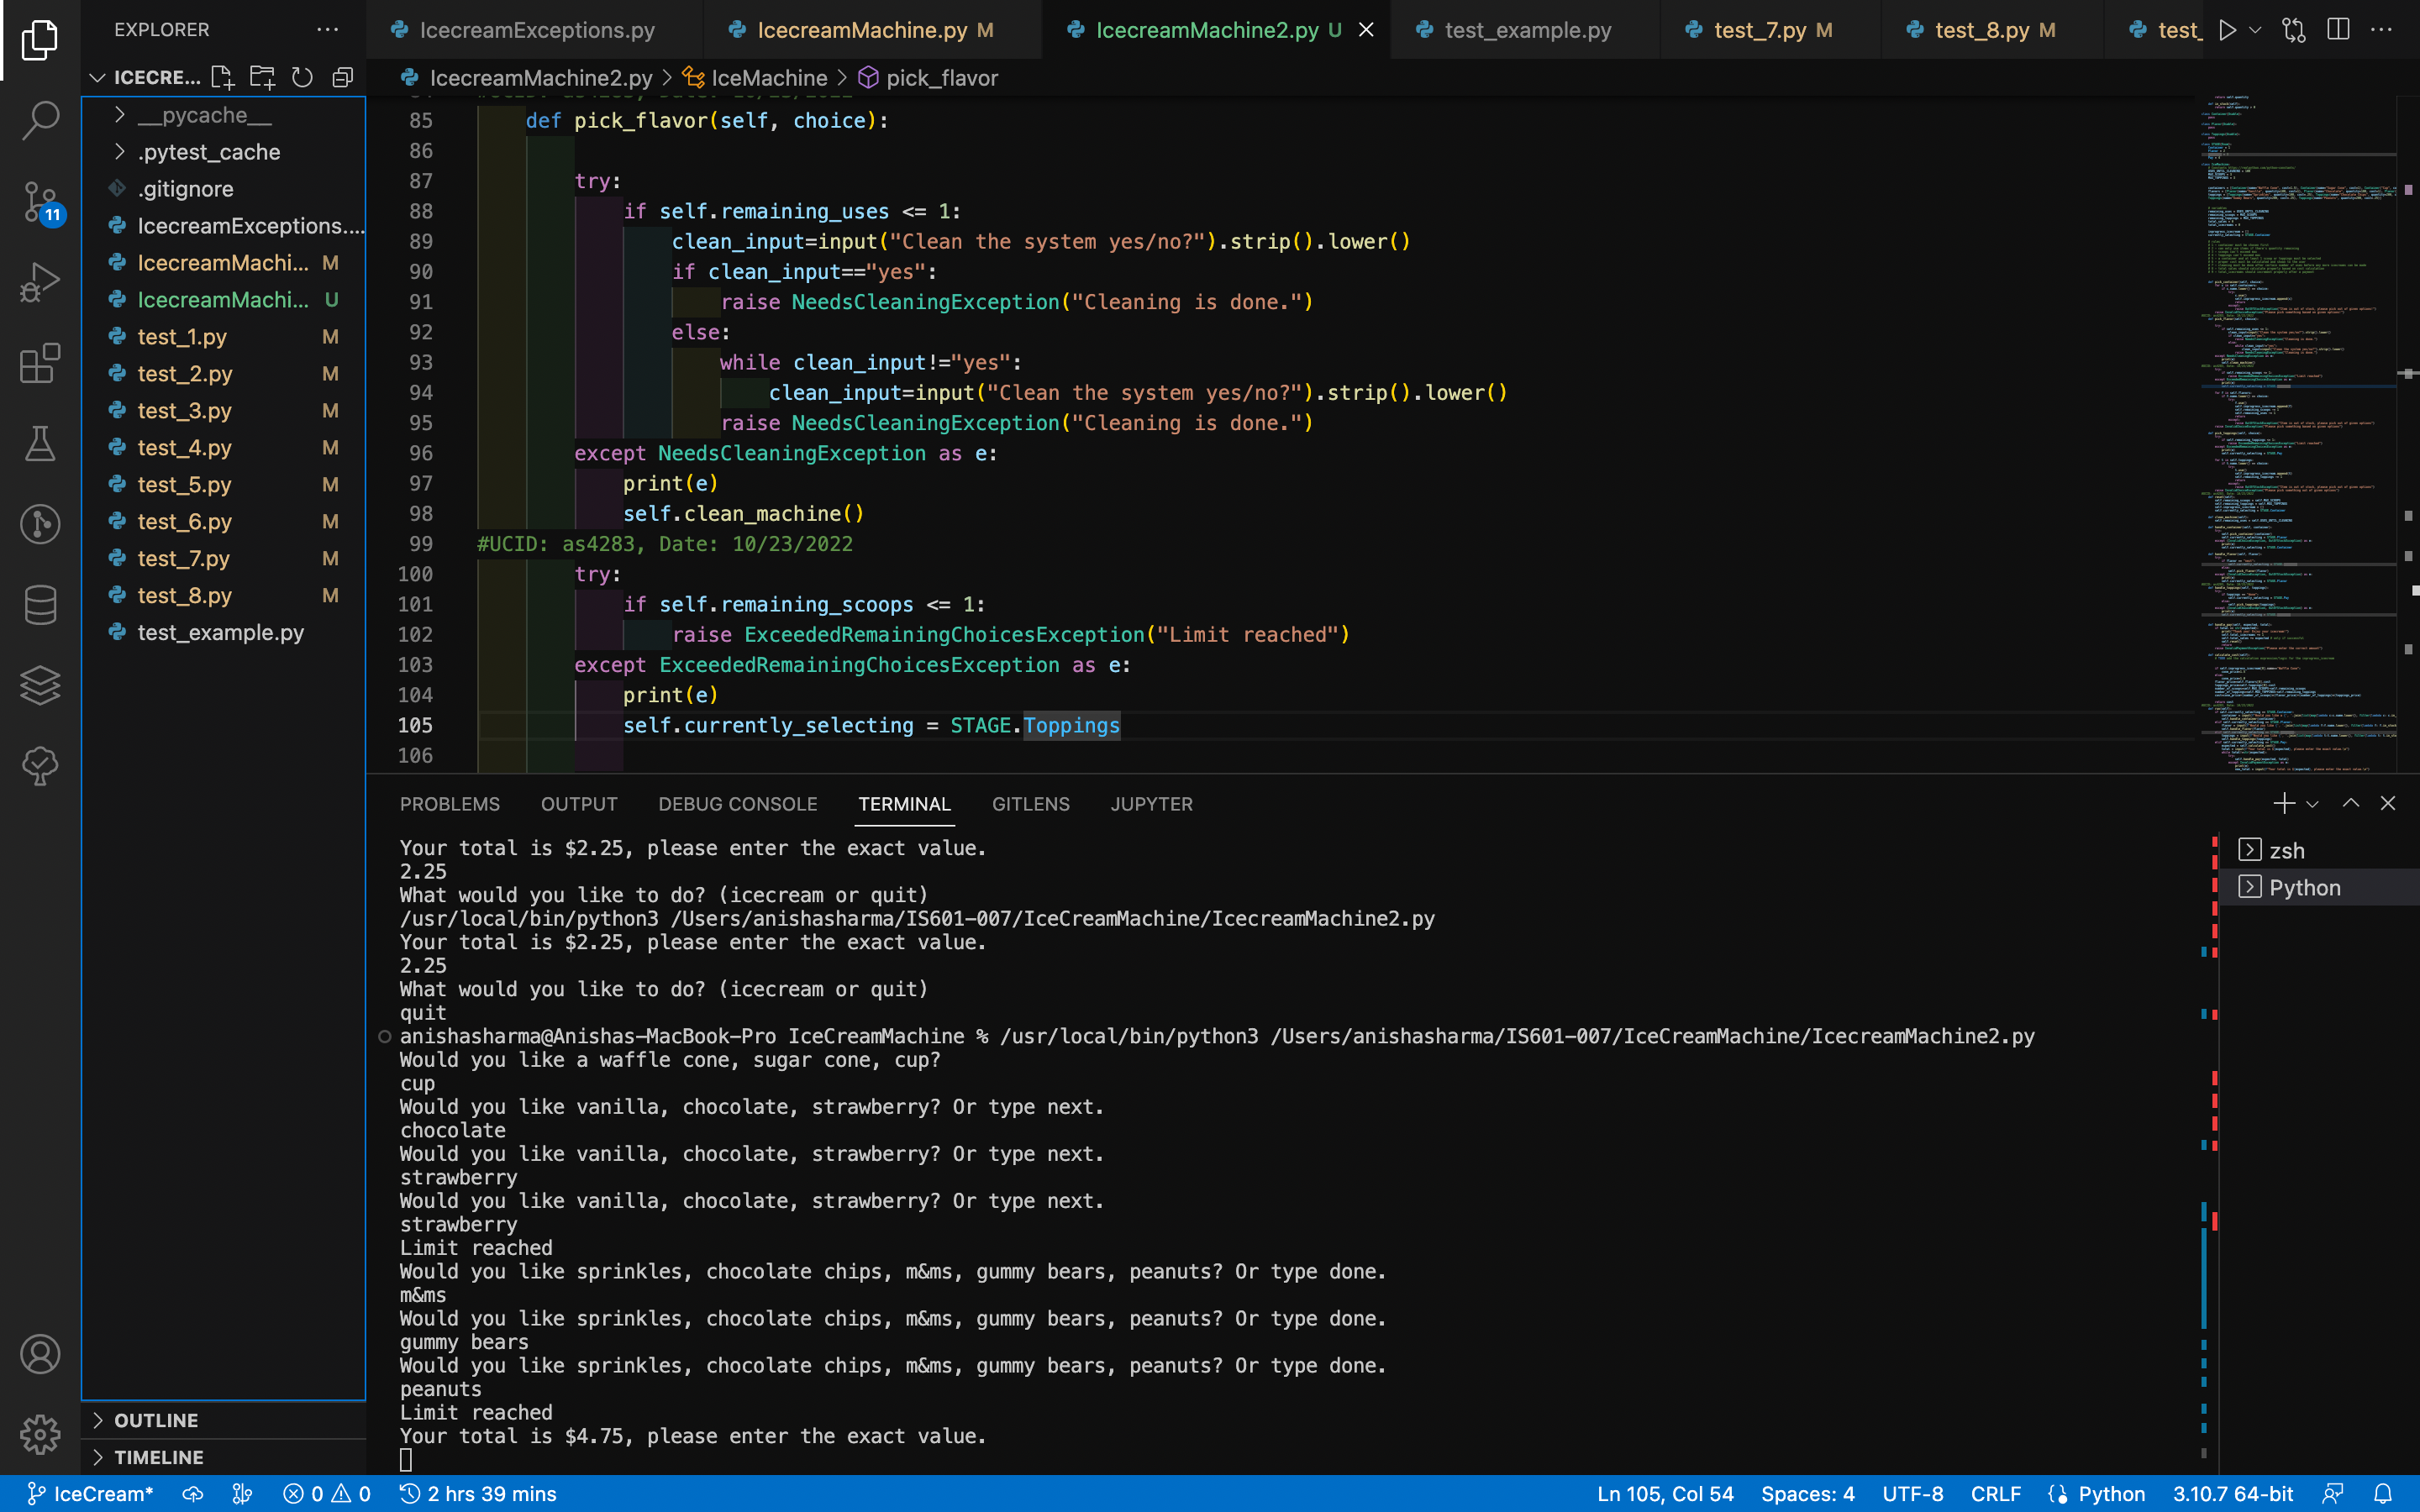 EXPLORER
IcecreamExceptions.py
IcecreamMachine.py M
IcecreamMachine2.py U
test_example.py
test_7.py M
test_8.py M
test_
ICECRE...
IcecreamMachine2.py > IceMachine > pick_flavor
__pycache__
.pytest_cache
.gitignore
IcecreamExceptions....
IcecreamMachi... M
IcecreamMachi... U
test_1.py M
test_2.py M
test_3.py M
test_4.py M
test_5.py M
test_6.py M
test_7.py M
test_8.py M
test_example.py
11
OUTLINE
TIMELINE
85 def pick_flavor(self, choice):
86
87 try:
88 if self.remaining_uses <= 1:
89 clean_input=input("Clean the system yes/no?").strip().lower()
90 if clean_input=="yes":
91 raise NeedsCleaningException("Cleaning is done.")
92 else:
93 while clean_input!="yes":
94 clean_input=input("Clean the system yes/no?").strip().lower()
95 raise NeedsCleaningException("Cleaning is done.")
96 except NeedsCleaningException as e:
97 print(e)
98 self.clean_machine()
99 #UCID: as4283, Date: 10/23/2022
100 try:
101 if self.remaining_scoops <= 1:
102 raise ExceededRemainingChoicesException("Limit reached")
103 except ExceededRemainingChoicesException as e:
104 print(e)
105 self.currently_selecting = STAGE.Toppings
106
PROBLEMS OUTPUT DEBUG CONSOLE TERMINAL GITLENS JUPYTER
Your total is $2.25, please enter the exact value.
2.25
What would you like to do? (icecream or quit)
/usr/local/bin/python3 /Users/anishasharma/IS601-007/IceCreamMachine/IcecreamMachine2.py
Your total is $2.25, please enter the exact value.
2.25
What would you like to do? (icecream or quit)
quit
anishasharma@Anishas-MacBook-Pro IceCreamMachine % /usr/local/bin/python3 /Users/anishasharma/IS601-007/IceCreamMachine/IcecreamMachine2.py
Would you like a waffle cone, sugar cone, cup?
cup
Would you like vanilla, chocolate, strawberry? Or type next.
chocolate
Would you like vanilla, chocolate, strawberry? Or type next.
strawberry
Would you like vanilla, chocolate, strawberry? Or type next.
strawberry
Limit reached
Would you like sprinkles, chocolate chips, m&ms, gummy bears, peanuts? Or type done.
m&ms
Would you like sprinkles, chocolate chips, m&ms, gummy bears, peanuts? Or type done.
gummy bears
Would you like sprinkles, chocolate chips, m&ms, gummy bears, peanuts? Or type done.
peanuts
Limit reached
Your total is $4.75, please enter the exact value.
zsh
Python
IceCream* 0 0 2 hrs 39 mins Ln 105, Col 54 Spaces: 4 UTF-8 CRLF Python 3.10.7 64-bit